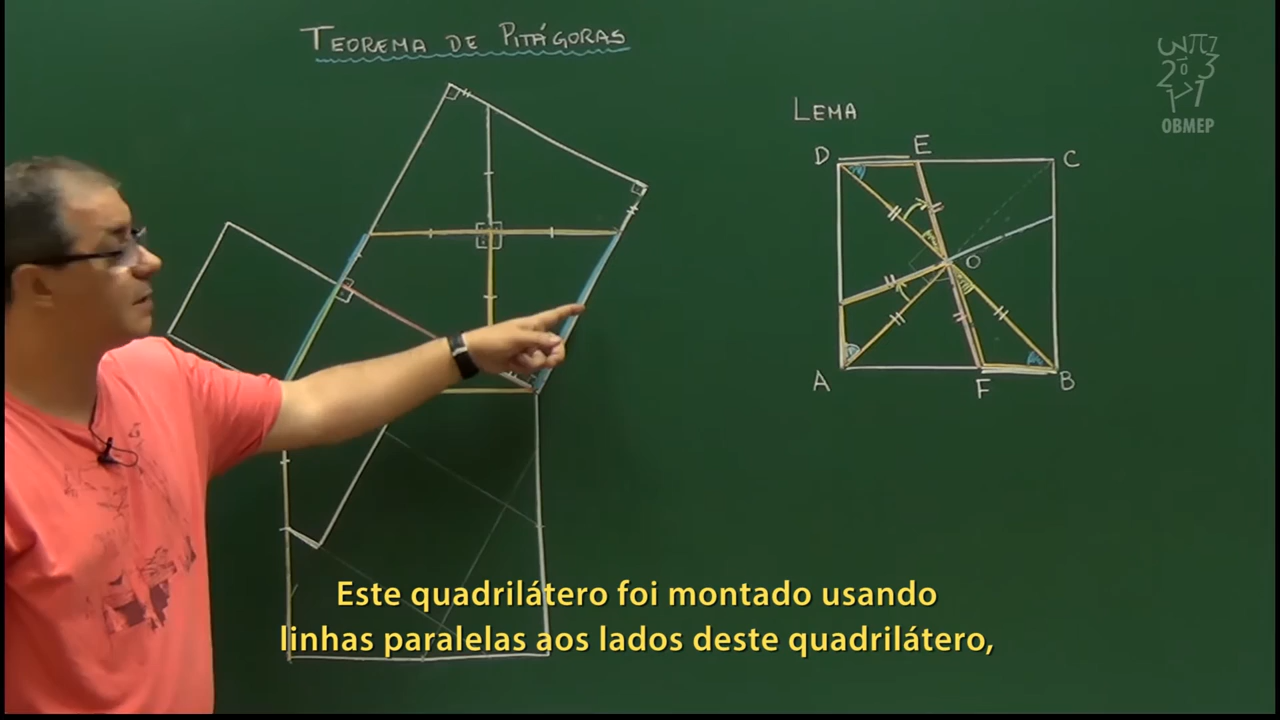 TEOREMA DE PITÁGORAS
LEMA
OBMEP
D E C
O
A F B
Este quadrilátero foi montado usando
linhas paralelas aos lados deste quadrilátero,